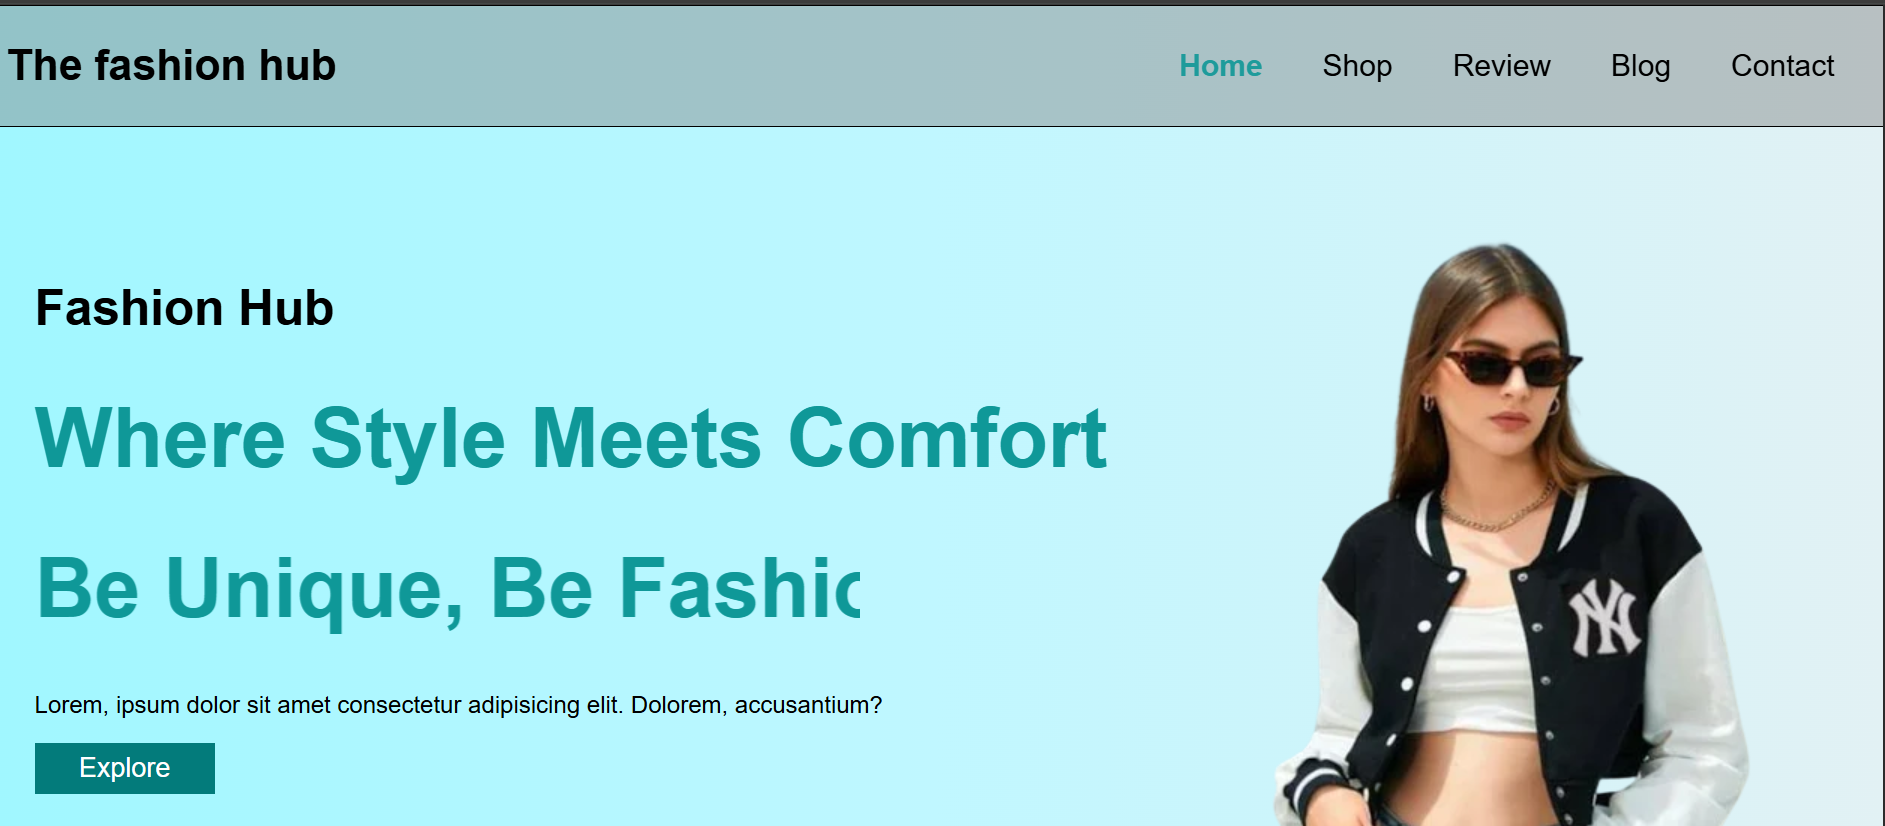 The fashion hub
Home Shop Review Blog Contact
Fashion Hub
Where Style Meets Comfort
Be Unique, Be Fashic
Lorem, ipsum dolor sit amet consectetur adipisicing elit. Dolorem, accusantium?
Explore
NY